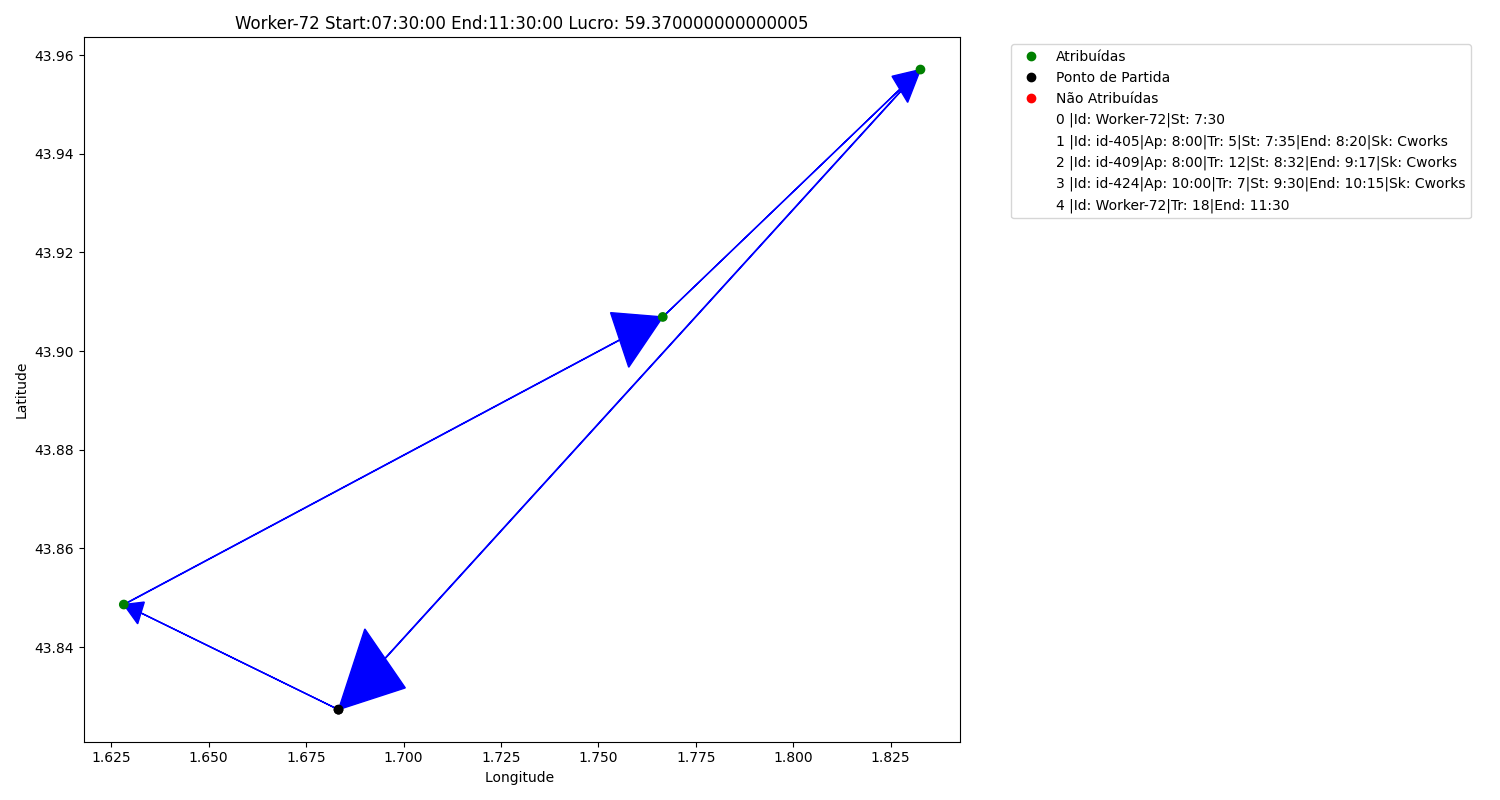 Worker-72 Start:07:30:00 End:11:30:00 Lucro: 59.370000000000005
43.96
43.94
43.92
43.90
43.88
43.86
43.84
Latitude
1.625 1.650 1.675 1.700 1.725 1.750 1.775 1.800 1.825
Longitude
Atribuídas
Ponto de Partida
Não Atribuídas
0 |Id: Worker-72|St: 7:30
1 |Id: id-405|Ap: 8:00|Tr: 5|St: 7:35|End: 8:20|Sk: Cworks
2 |Id: id-409|Ap: 8:00|Tr: 12|St: 8:32|End: 9:17|Sk: Cworks
3 |Id: id-424|Ap: 10:00|Tr: 7|St: 9:30|End: 10:15|Sk: Cworks
4 |Id: Worker-72|Tr: 18|End: 11:30